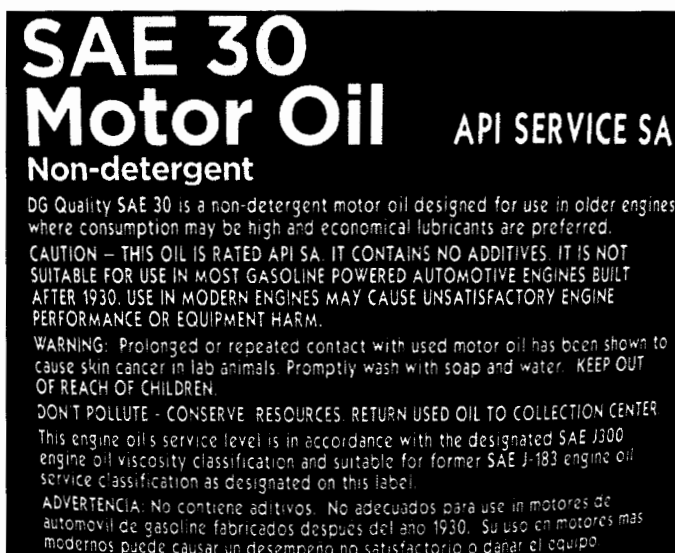 SAE 30
Motor Oil
API SERVICE SA
Non-detergent
DG Quality SAE 30 is a non-detergent motor oil designed for use in older engines
where consumption may be high and economical lubricants are preferred.
CAUTION – THIS OIL IS RATED API SA. IT CONTAINS NO ADDITIVES. IT IS NOT
SUITABLE FOR USE IN MOST GASOLINE POWERED AUTOMOTIVE ENGINES BUILT
AFTER 1930. USE IN MODERN ENGINES MAY CAUSE UNSATISFACTORY ENGINE
PERFORMANCE OR EQUIPMENT HARM.
WARNING: Prolonged or repeated contact with used motor oil has been shown to
cause skin cancer in lab animals. Promptly wash with soap and water. KEEP OUT
OF REACH OF CHILDREN.
DON'T POLLUTE - CONSERVE RESOURCES. RETURN USED OIL TO COLLECTION CENTER
This engine oil's service level is in accordance with the designated SAE J300
engine oil viscosity classification and suitable for former SAE J-183 engine oil
service classification as designated on this label.
ADVERTENCIA: No contiene aditivos. No adecuados para use in motores de
automovil de gasoline fabricados despues del ano 1930. Su uso en motores mas
modernos puede causar un desempeno no satisfactorio o danar el equipo.